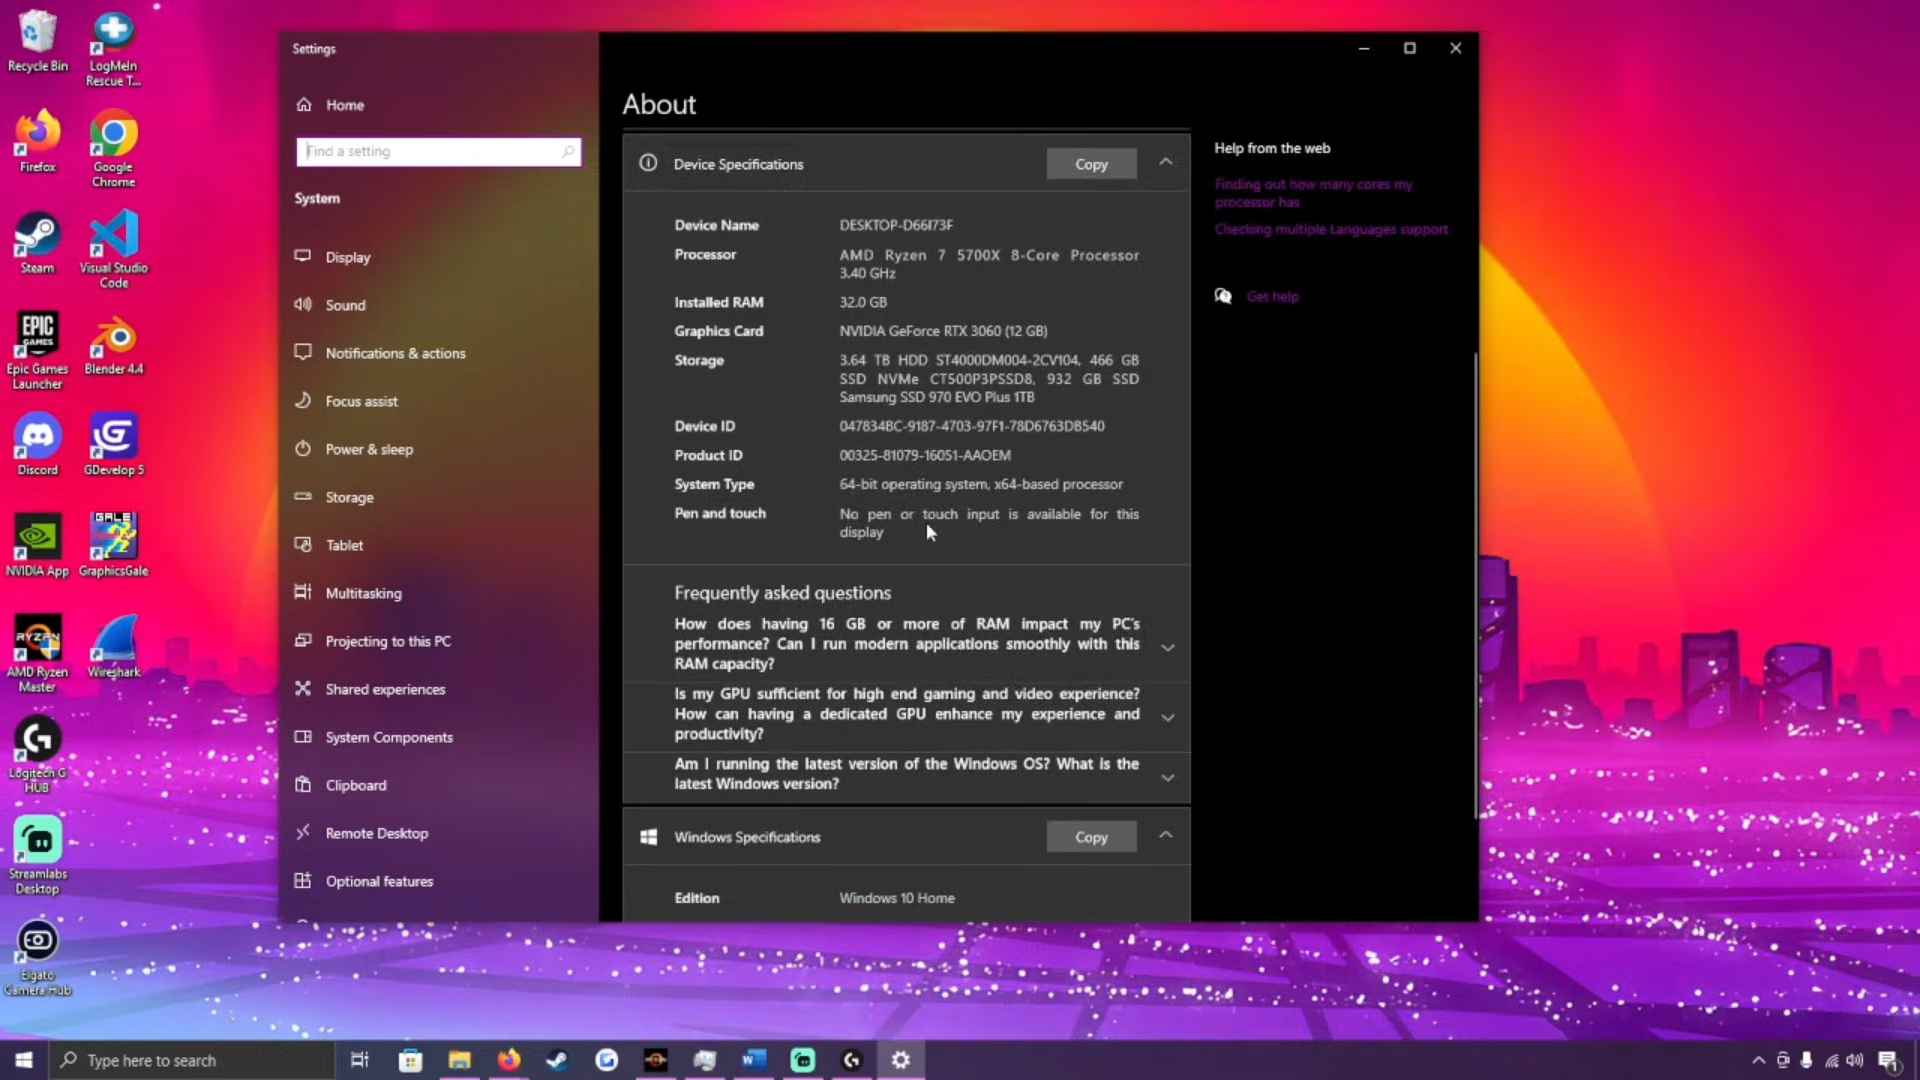 Recycle Bin
LogMeIn
Rescue T...
Firefox
Google
Chrome
Steam
Visual Studio
Code
EPIC
GAMES
Epic Games
Launcher
Blender 4.4
Discord
GDevelop 5
NVIDIA App
GALE
GraphicsGale
RYZEN
AMD Ryzen
Master
Wireshark
Logitech G
HUB
Streamlabs
Desktop
Elgato
Camera Hub
Settings
Home
Find a setting
System
Display
Sound
Notifications & actions
Focus assist
Power & sleep
Storage
Tablet
Multitasking
Projecting to this PC
Shared experiences
System Components
Clipboard
Remote Desktop
Optional features
About
Device Specifications
Copy
Device Name DESKTOP-D66I73F
Processor AMD Ryzen 7 5700X 8-Core Processor
3.40 GHz
Installed RAM 32.0 GB
Graphics Card NVIDIA GeForce RTX 3060 (12 GB)
Storage 3.64 TB HDD ST4000DM004-2CV104, 466 GB
SSD NVMe CT500P3PSSD8, 932 GB SSD
Samsung SSD 970 EVO Plus 1TB
Device ID 047834BC-9187-4703-97F1-78D6763DB540
Product ID 00325-81079-16051-AAOEM
System Type 64-bit operating system, x64-based processor
Pen and touch No pen or touch input is available for this
display
Frequently asked questions
How does having 16 GB or more of RAM impact my PC's
performance? Can I run modern applications smoothly with this
RAM capacity?
Is my GPU sufficient for high end gaming and video experience?
How can having a dedicated GPU enhance my experience and
productivity?
Am I running the latest version of the Windows OS? What is the
latest Windows version?
Windows Specifications
Copy
Edition Windows 10 Home
Help from the web
Finding out how many cores my
processor has
Checking multiple Languages support
Get help
Type here to search
W
1